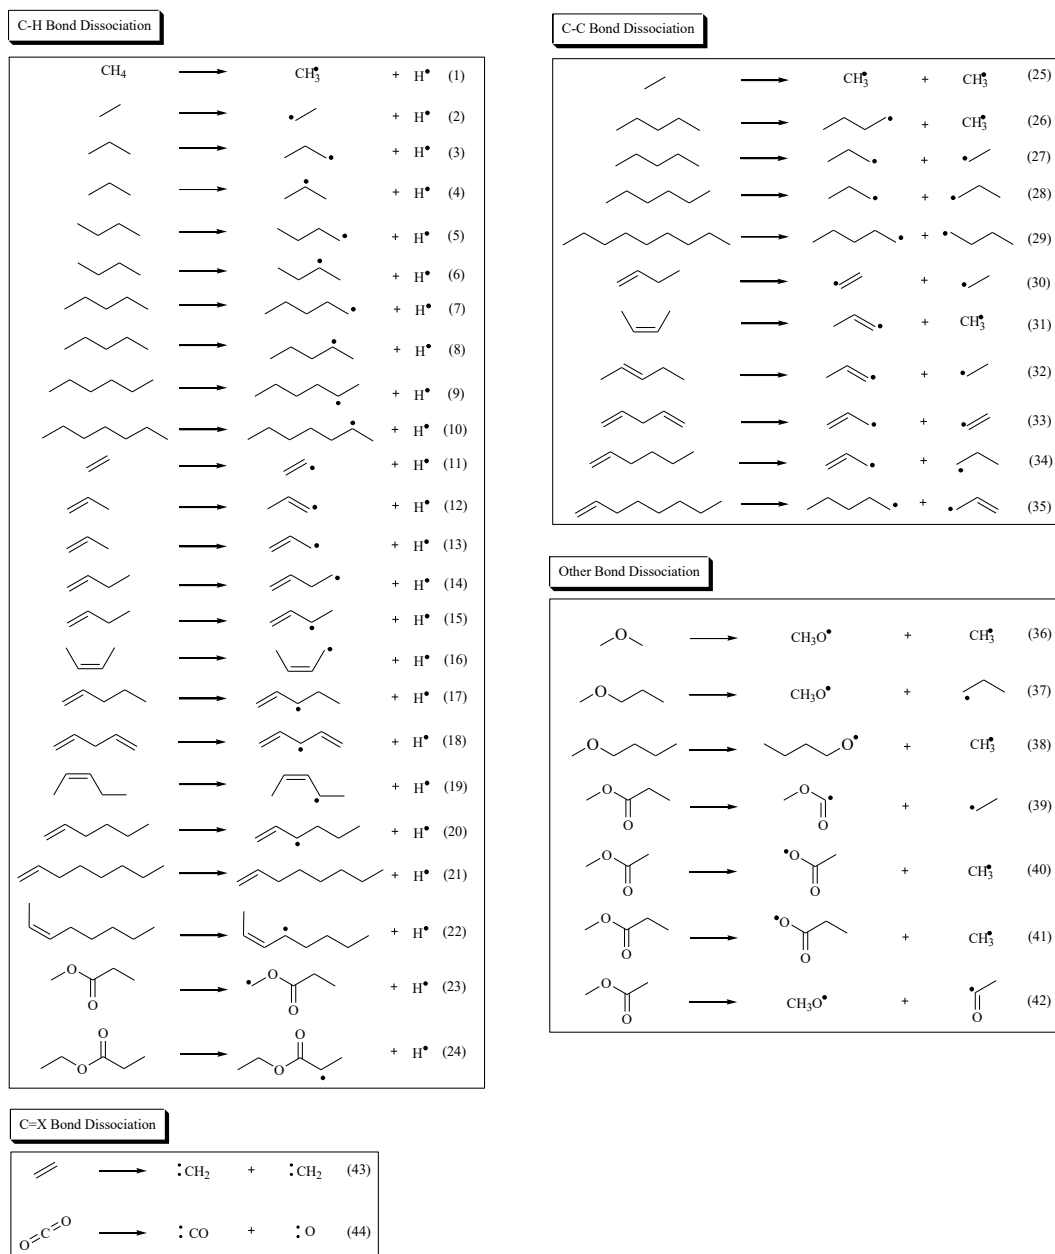 C-H Bond Dissociation
CH4 CH3• + H• (1)
+ H• (2)
+ H• (3)
+ H• (4)
+ H• (5)
+ H• (6)
+ H• (7)
+ H• (8)
+ H• (9)
+ H• (10)
+ H• (11)
+ H• (12)
+ H• (13)
+ H• (14)
+ H• (15)
+ H• (16)
+ H• (17)
+ H• (18)
+ H• (19)
+ H• (20)
+ H• (21)
+ H• (22)
O O O O + H• (23)
O O O O + H• (24)
C-C Bond Dissociation
CH3• + CH3• (25)
+ CH3• (26)
+ (27)
+ (28)
+ (29)
+ (30)
+ CH3• (31)
+ (32)
+ (33)
+ (34)
+ (35)
Other Bond Dissociation
O CH3O• + CH3• (36)
O CH3O• + (37)
O O• + CH3• (38)
O O O O + (39)
O O •O O + CH3• (40)
O O •O O + CH3• (41)
O O CH3O• + O (42)
C=X Bond Dissociation
:CH2 + :CH2 (43)
O C O :CO + :O (44)